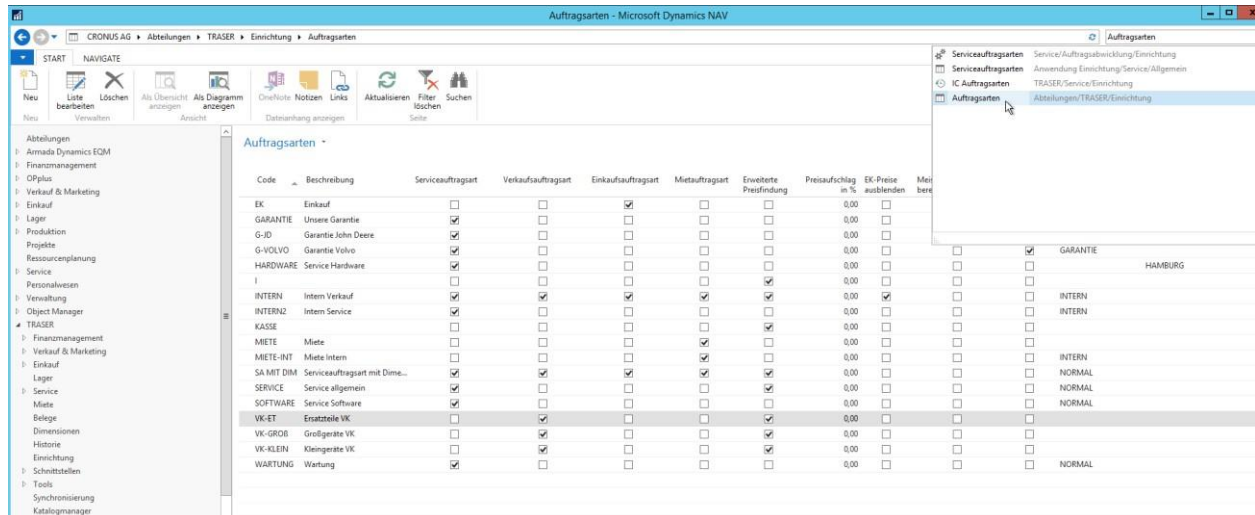 Auftragsarten - Microsoft Dynamics NAV
CRONUS AG ▸ Abteilungen ▸ TRASER ▸ Einrichtung ▸ Auftragsarten
Auftragsarten
START NAVIGATE
Serviceauftragsarten Service/Auftragsabwicklung/Einrichtung
Serviceauftragsarten Anwendung Einrichtung/Service/Allgemein
IC Auftragsarten TRASER/Service/Einrichtung
Auftragsarten Abteilungen/TRASER/Einrichtung
Neu Liste bearbeiten Löschen Als Übersicht anzeigen Als Diagramm anzeigen OneNote Notizen Links Aktualisieren Filter löschen Suchen
Neu Verwalten Ansicht Dateianhang anzeigen Seite
Abteilungen
Armada Dynamics EQM
Finanzmanagement
OPplus
Verkauf & Marketing
Einkauf
Lager
Produktion
Projekte
Ressourcenplanung
Service
Personalwesen
Verwaltung
Object Manager
TRASER
Finanzmanagement
Verkauf & Marketing
Einkauf
Lager
Service
Miete
Belege
Dimensionen
Historie
Einrichtung
Schnittstellen
Tools
Synchronisierung
Katalogmanager
Auftragsarten
Code Beschreibung Serviceauftragsart Verkaufsauftragsart Einkaufsauftragsart Mietauftragsart Erweiterte Preisfindung Preisaufschlag in % EK-Preise ausblenden
EK Einkauf 0,00
GARANTIE Unsere Garantie 0,00
G-JD Garantie John Deere 0,00
G-VOLVO Garantie Volvo 0,00 GARANTIE
HARDWARE Service Hardware 0,00 HAMBURG
I 0,00
INTERN Intern Verkauf 0,00 INTERN
INTERN2 Intern Service 0,00 INTERN
KASSE 0,00
MIETE Miete 0,00
MIETE-INT Miete Intern 0,00 INTERN
SA MIT DIM Serviceauftragsart mit Dime... 0,00 NORMAL
SERVICE Service allgemein 0,00 NORMAL
SOFTWARE Service Software 0,00 NORMAL
VK-ET Ersatzteile VK 0,00
VK-GROß Großgeräte VK 0,00
VK-KLEIN Kleingeräte VK 0,00
WARTUNG Wartung 0,00 NORMAL